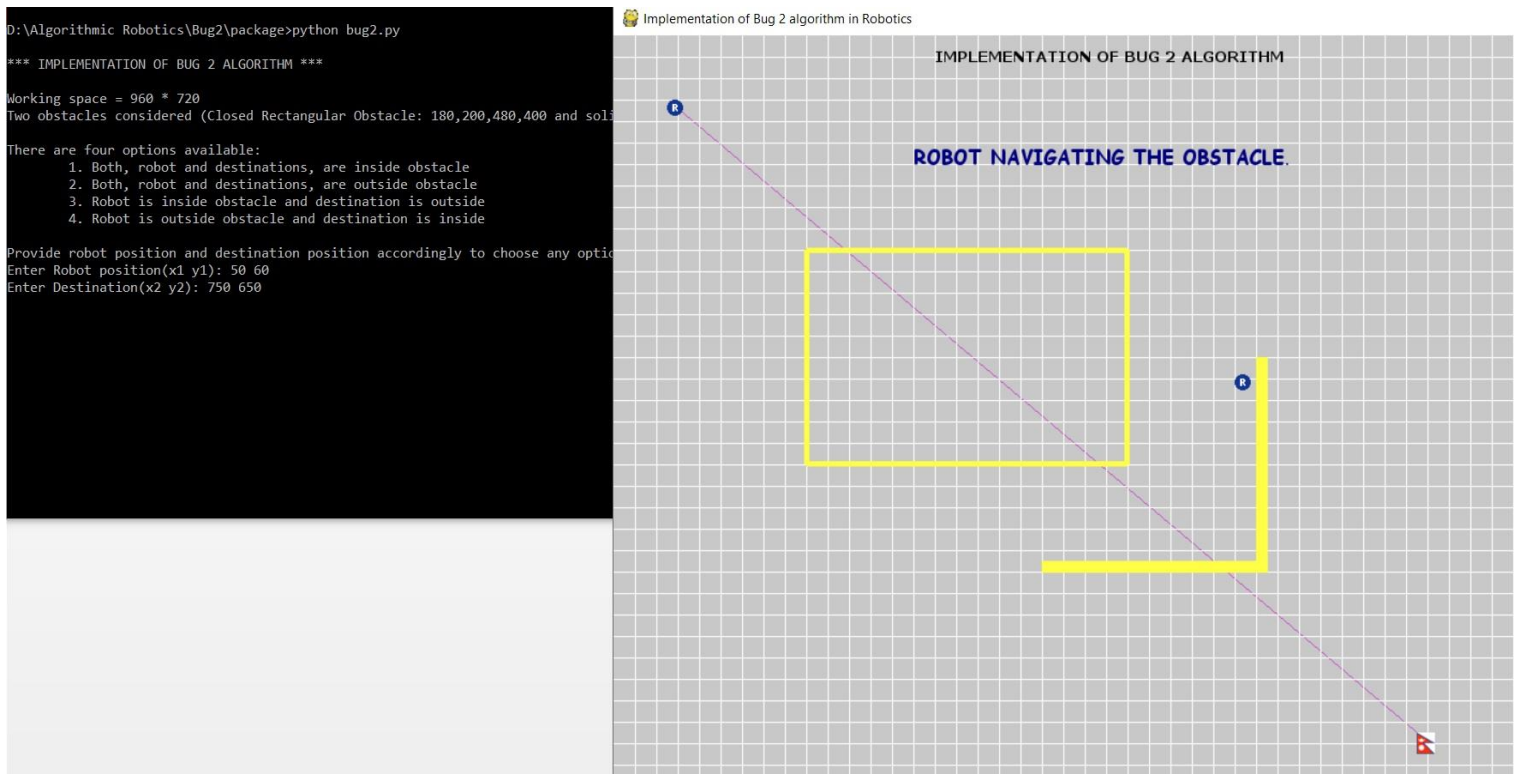 D:\Algorithmic Robotics\Bug2\package>python bug2.py
*** IMPLEMENTATION OF BUG 2 ALGORITHM ***
Working space = 960 * 720
Two obstacles considered (Closed Rectangular Obstacle: 180,200,480,400 and soli
There are four options available:
1. Both, robot and destinations, are inside obstacle
2. Both, robot and destinations, are outside obstacle
3. Robot is inside obstacle and destination is outside
4. Robot is outside obstacle and destination is inside
Provide robot position and destination position accordingly to choose any optio
Enter Robot position(x1 y1): 50 60
Enter Destination(x2 y2): 750 650
Implementation of Bug 2 algorithm in Robotics
IMPLEMENTATION OF BUG 2 ALGORITHM
R
ROBOT NAVIGATING THE OBSTACLE.
R